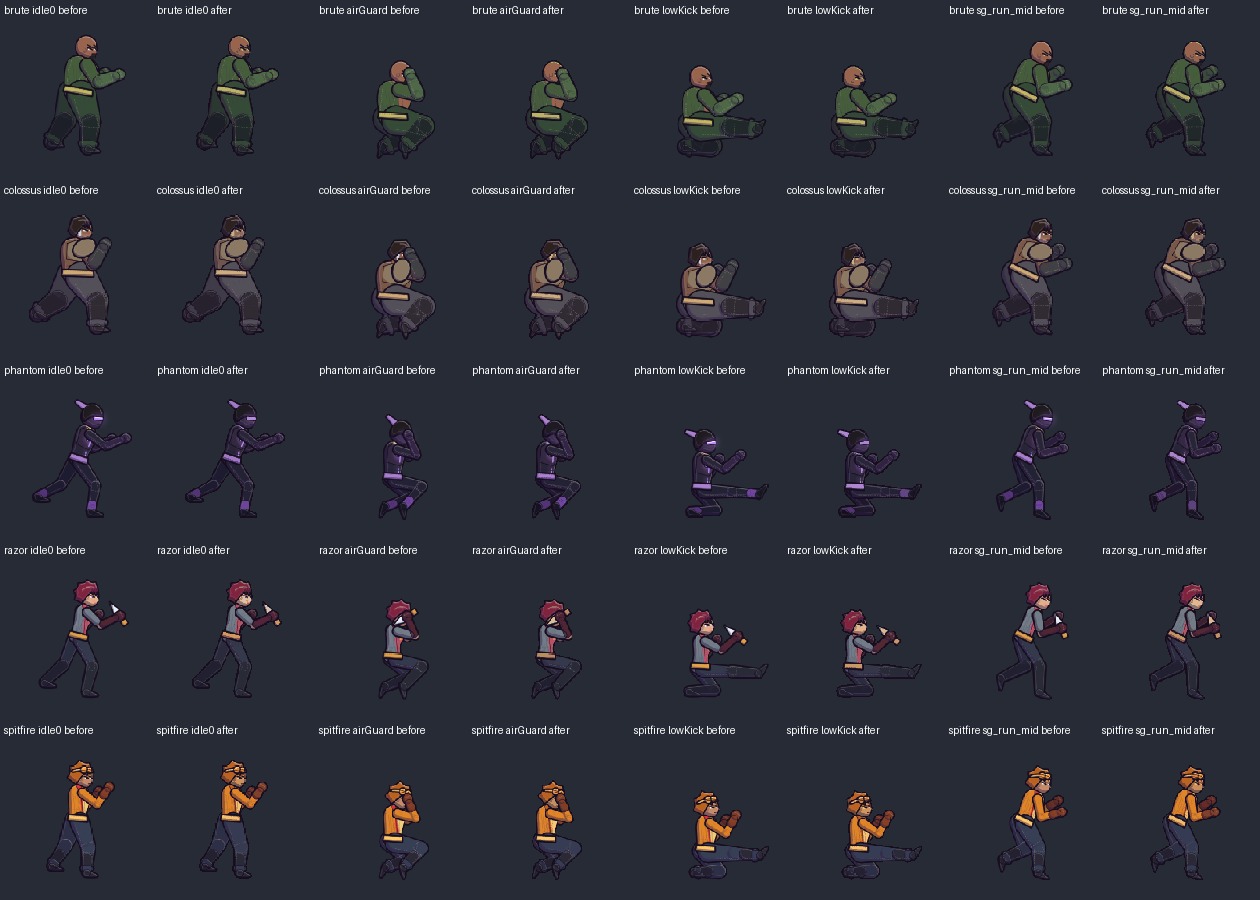 brute idle0 before brute idle0 after brute airGuard before brute airGuard after brute lowKick before brute lowKick after brute sg_run_mid before brute sg_run_mid after
colossus idle0 before colossus idle0 after colossus airGuard before colossus airGuard after colossus lowKick before colossus lowKick after colossus sg_run_mid before colossus sg_run_mid after
phantom idle0 before phantom idle0 after phantom airGuard before phantom airGuard after phantom lowKick before phantom lowKick after phantom sg_run_mid before phantom sg_run_mid after
razor idle0 before razor idle0 after razor airGuard before razor airGuard after razor lowKick before razor lowKick after razor sg_run_mid before razor sg_run_mid after
spitfire idle0 before spitfire idle0 after spitfire airGuard before spitfire airGuard after spitfire lowKick before spitfire lowKick after spitfire sg_run_mid before spitfire sg_run_mid after